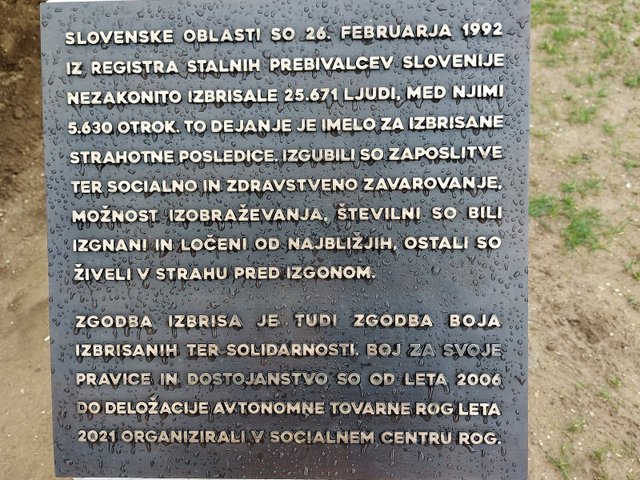 SLOVENSKE OBLASTI SO 26. FEBRUARJA 1992
IZ REGISTRA STALNIH PREBIVALCEV SLOVENIJE
NEZAKONITO IZBRISALE 25.671 LJUDI, MED NJIMI
5.630 OTROK. TO DEJANJE JE IMELO ZA IZBRISANE
STRAHOTNE POSLEDICE. IZGUBILI SO ZAPOSLITVE
TER SOCIALNO IN ZDRAVSTVENO ZAVAROVANJE,
MOŽNOST IZOBRAŽEVANJA, ŠTEVILNI SO BILI
IZGNANI IN LOČENI OD NAJBLIŽJIH, OSTALI SO
ŽIVELI V STRAHU PRED IZGONOM.
ZGODBA IZBRISA JE TUDI ZGODBA BOJA
IZBRISANIH TER SOLIDARNOSTI. BOJ ZA SVOJE
PRAVICE IN DOSTOJANSTVO SO OD LETA 2006
DO DELOŽACIJE AVTONOMNE TOVARNE ROG LETA
2021 ORGANIZIRALI V SOCIALNEM CENTRU ROG.